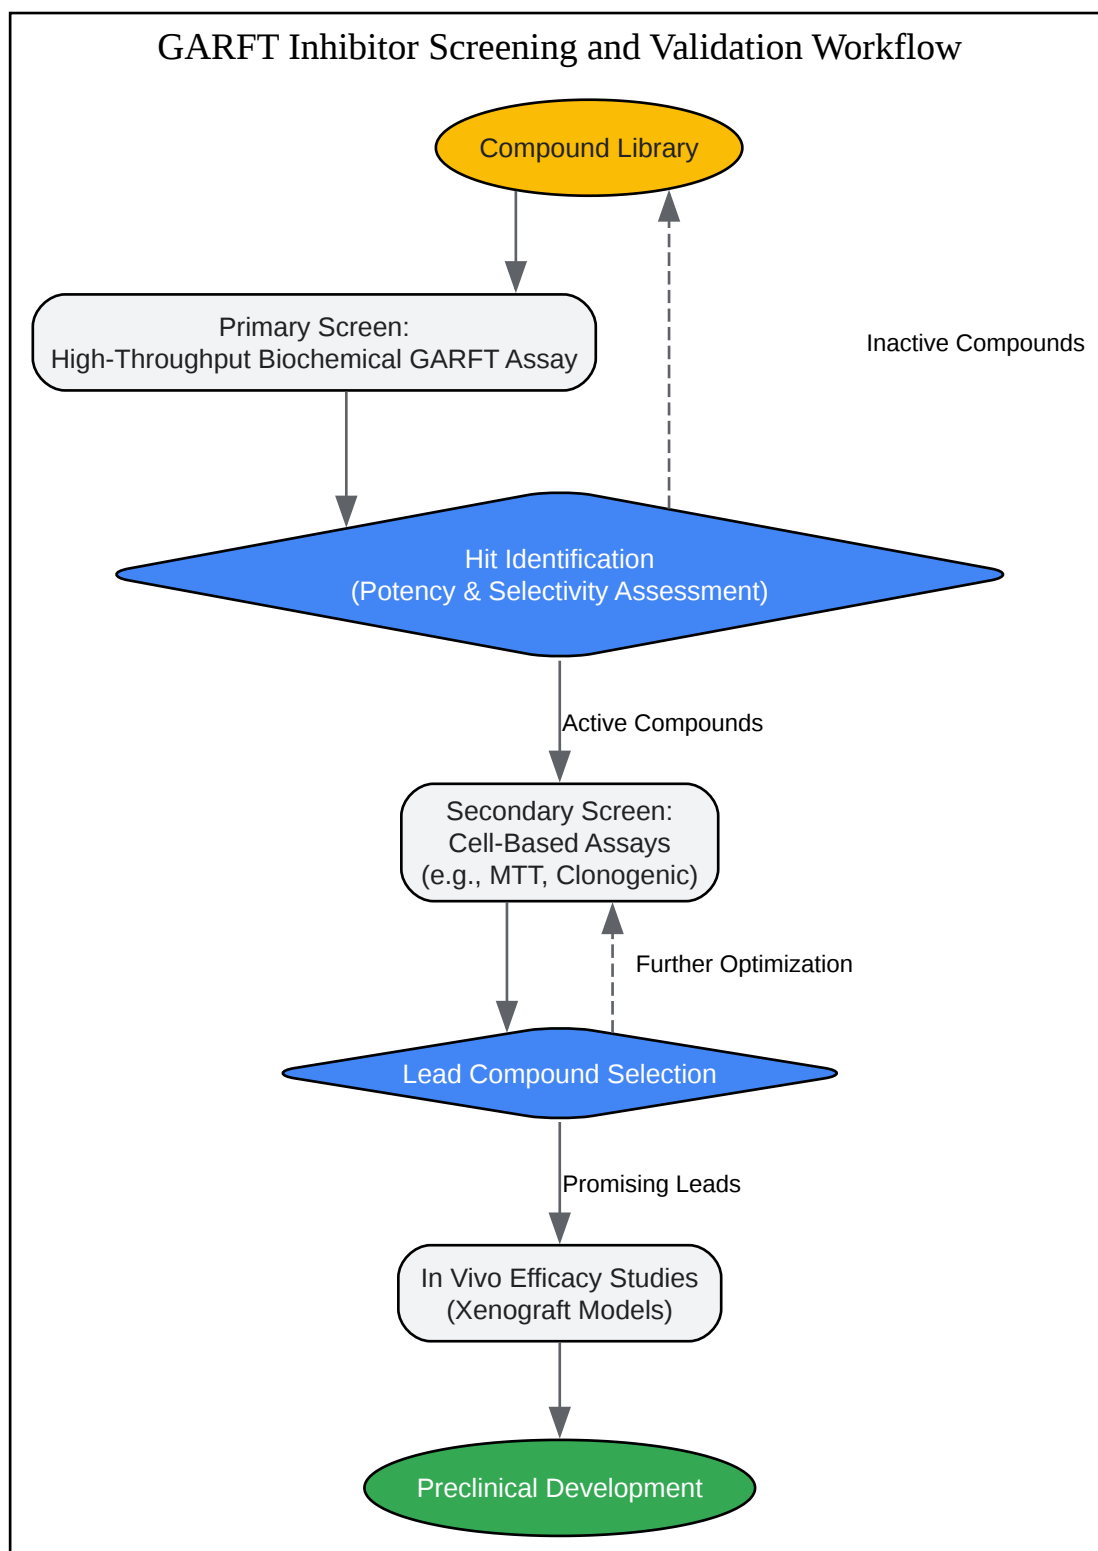 GARFT Inhibitor Screening and Validation Workflow
Compound Library
Primary Screen:
High-Throughput Biochemical GARFT Assay
Inactive Compounds
Hit Identification
(Potency & Selectivity Assessment)
Active Compounds
Secondary Screen:
Cell-Based Assays
(e.g., MTT, Clonogenic)
Further Optimization
Lead Compound Selection
Promising Leads
In Vivo Efficacy Studies
(Xenograft Models)
Preclinical Development